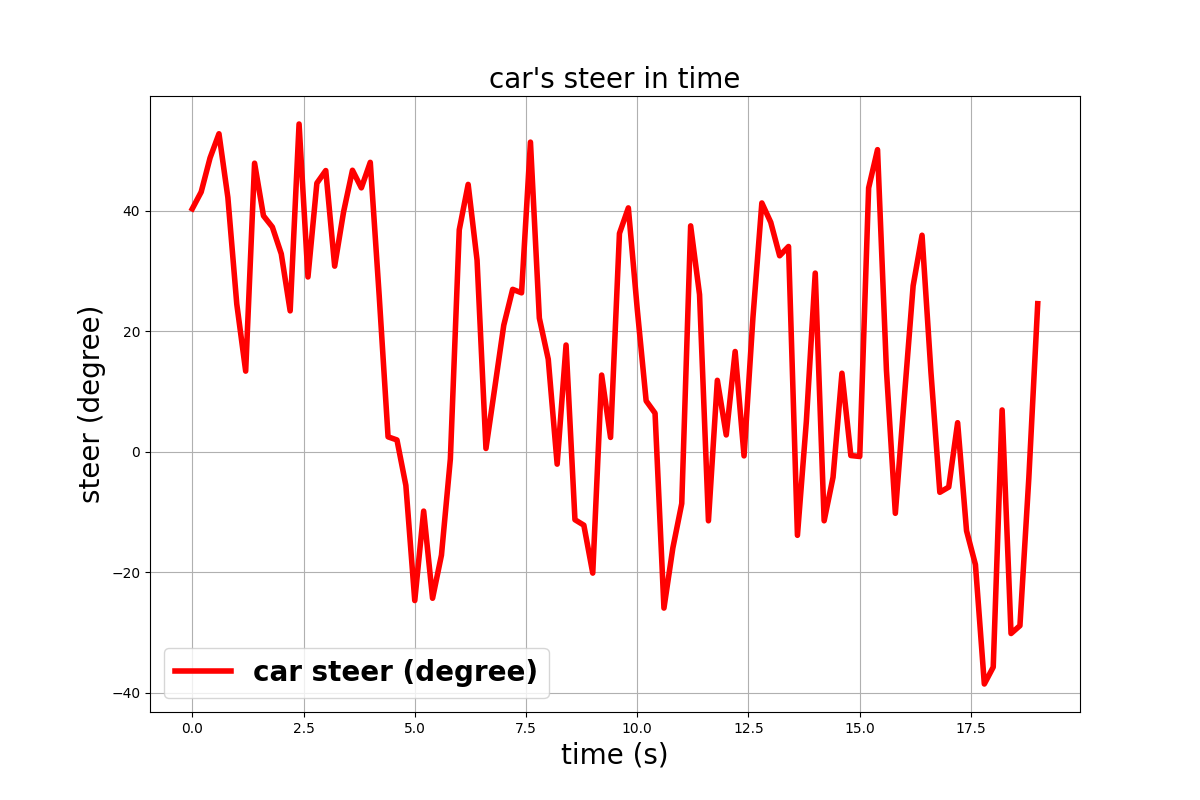 car's steer in time
steer (degree)
40
20
0
−20
−40
car steer (degree)
0.0 2.5 5.0 7.5 10.0 12.5 15.0 17.5
time (s)